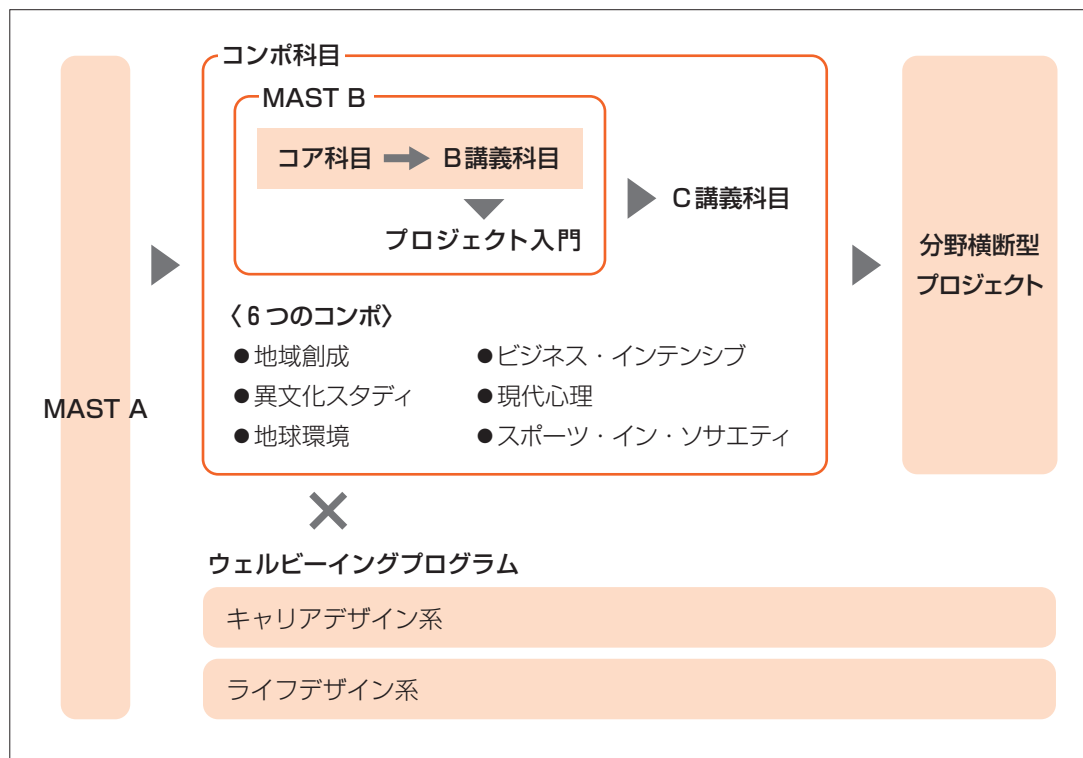 MAST A
コンポ科目
MAST B
コア科目 B講義科目
プロジェクト入門
C講義科目
〈6つのコンポ〉
●地域創成
●異文化スタディ
●地球環境
●ビジネス・インテンシブ
●現代心理
●スポーツ・イン・ソサエティ
分野横断型
プロジェクト
ウェルビーイングプログラム
キャリアデザイン系
ライフデザイン系